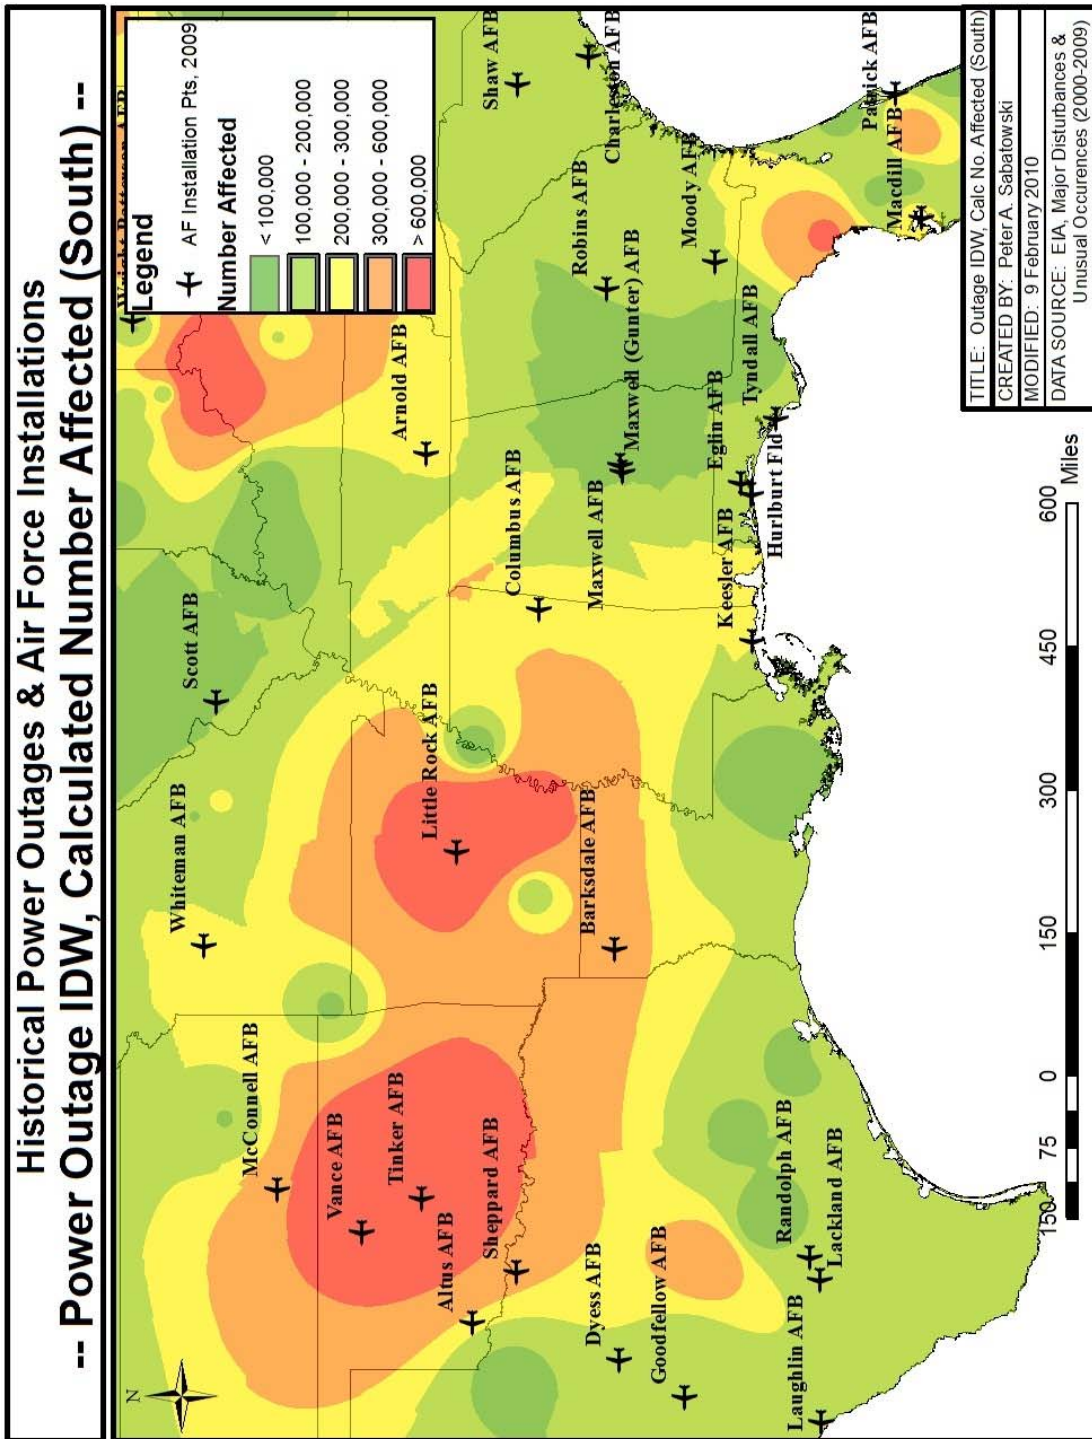 Historical Power Outages & Air Force Installations
-- Power Outage IDW, Calculated Number Affected (South) --
N
Wright Patterson AFB
Legend
AF Installation Pts, 2009
Number Affected
<100,000
100,000 - 200,000
200,000 - 300,000
300,000 - 600,000
> 600,000
Scott AFB
Whiteman AFB
McConnell AFB
Vance AFB
Tinker AFB
Altus AFB
Sheppard AFB
Little Rock AFB
Arnold AFB
Shaw AFB
Charleston AFB
Columbus AFB
Robins AFB
Maxwell AFB
Maxwell (Gunter) AFB
Barksdale AFB
Dyess AFB
Goodfellow AFB
Moody AFB
Eglin AFB
Tyndall AFB
Keesler AFB
Hurlburt Fld
Randolph AFB
Lackland AFB
Laughlin AFB
Patrick AFB
Macdill AFB
150 75 0 150 300 450 600
Miles
TITLE: Outage IDW, Calc No. Affected (South)
CREATED BY: Peter A. Sabatowski
MODIFIED: 9 February 2010
DATA SOURCE: EIA, Major Disturbances &
Unusual Occurrences (2000-2009)